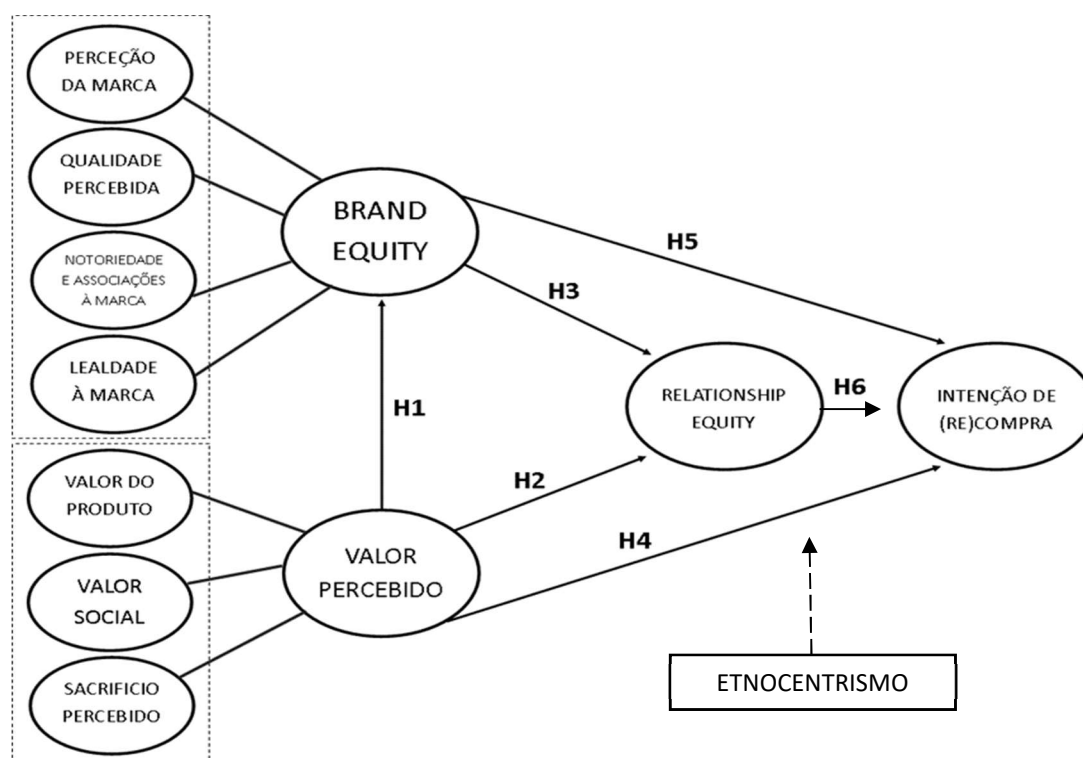 PERCEÇÃO
DA MARCA
QUALIDADE
PERCEBIDA
NOTORIEDADE
E ASSOCIAÇÕES
À MARCA
LEALDADE
À MARCA
VALOR DO
PRODUTO
VALOR
SOCIAL
SACRIFICIO
PERCEBIDO
BRAND
EQUITY
H1
VALOR
PERCEBIDO
H5
H3
H2
H4
RELATIONSHIP
EQUITY
H6
INTENÇÃO DE
(RE)COMPRA
ETNOCENTRISMO